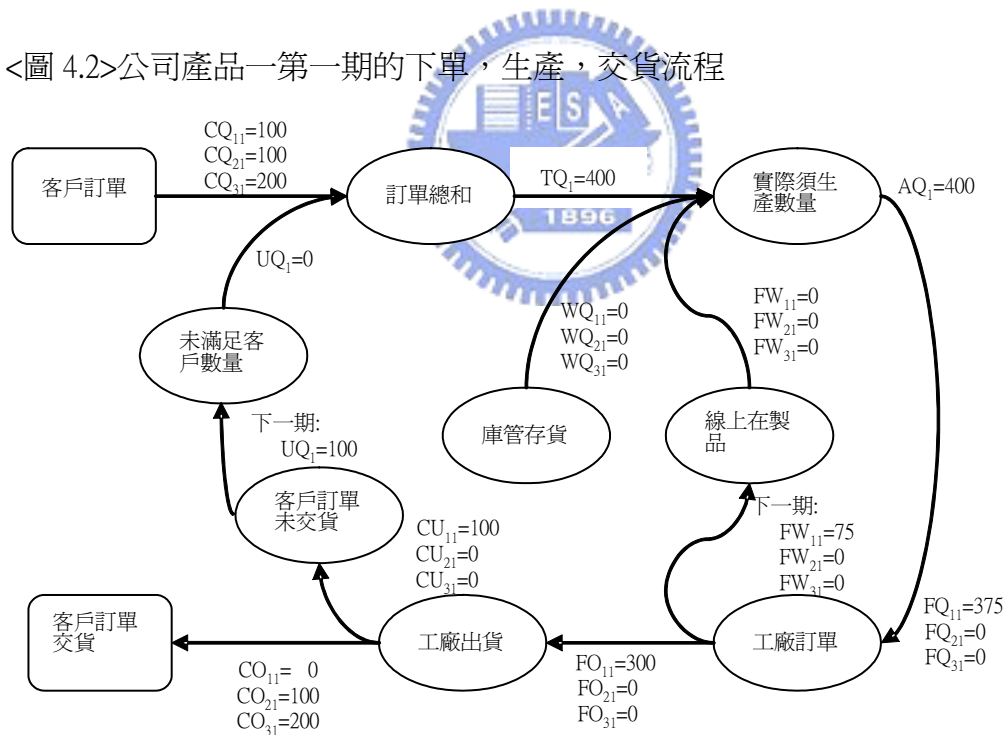 <圖 4.2>公司產品一第一期的下單，生產，交貨流程
E S A
1896
客戶訂單
CQ₁₁=100
CQ₂₁=100
CQ₃₁=200
訂單總和
TQ₁=400
實際須生
產數量
AQ₁=400
UQ₁=0
未滿足客
戶數量
WQ₁₁=0
WQ₂₁=0
WQ₃₁=0
FW₁₁=0
FW₂₁=0
FW₃₁=0
庫管存貨
線上在製
品
下一期:
UQ₁=100
客戶訂單
未交貨
CU₁₁=100
CU₂₁=0
CU₃₁=0
下一期:
FW₁₁=75
FW₂₁=0
FW₃₁=0
客戶訂單
交貨
工廠出貨
工廠訂單
FQ₁₁=375
FQ₂₁=0
FQ₃₁=0
CO₁₁= 0
CO₂₁=100
CO₃₁=200
FO₁₁=300
FO₂₁=0
FO₃₁=0